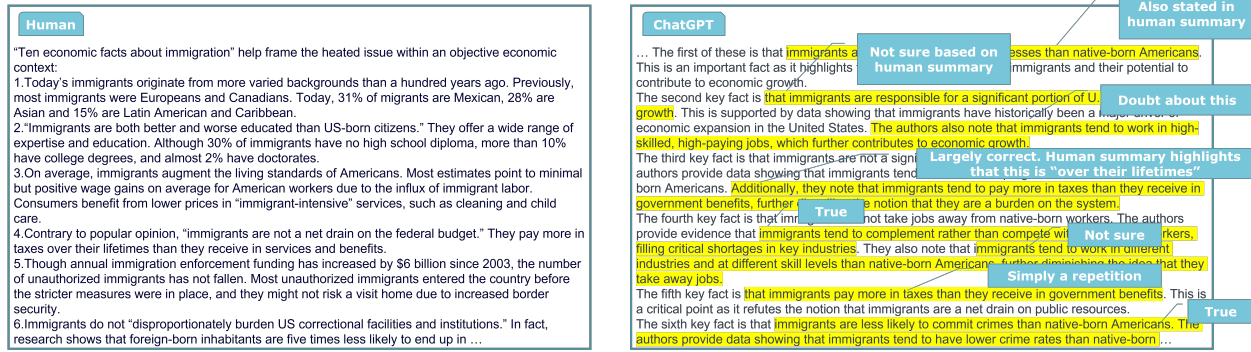 Human
“Ten economic facts about immigration” help frame the heated issue within an objective economic
context:
1.Today’s immigrants originate from more varied backgrounds than a hundred years ago. Previously,
most immigrants were Europeans and Canadians. Today, 31% of migrants are Mexican, 28% are
Asian and 15% are Latin American and Caribbean.
2.“Immigrants are both better and worse educated than US-born citizens.” They offer a wide range of
expertise and education. Although 30% of immigrants have no high school diploma, more than 10%
have college degrees, and almost 2% have doctorates.
3.On average, immigrants augment the living standards of Americans. Most estimates point to minimal
but positive wage gains on average for American workers due to the influx of immigrant labor.
Consumers benefit from lower prices in “immigrant-intensive” services, such as cleaning and child
care.
4.Contrary to popular opinion, “immigrants are not a net drain on the federal budget.” They pay more in
taxes over their lifetimes than they receive in services and benefits.
5.Though annual immigration enforcement funding has increased by $6 billion since 2003, the number
of unauthorized immigrants has not fallen. Most unauthorized immigrants entered the country before
the stricter measures were in place, and they might not risk a visit home due to increased border
security.
6.Immigrants do not “disproportionately burden US correctional facilities and institutions.” In fact,
research shows that foreign-born inhabitants are five times less likely to end up in …
ChatGPT
… The first of these is that immigrants esses than native-born Americans.
This is an important fact as it highlights immigrants and their potential to
contribute to economic growth.
The second key fact is that immigrants are responsible for a significant portion of U.
growth. This is supported by data showing that immigrants have historically been a major driver of
economic expansion in the United States. The authors also note that immigrants tend to work in high-
skilled, high-paying jobs, which further contributes to economic growth.
The third key fact is that immigrants are not a signi
authors provide data showing that immigrants tend
born Americans. Additionally, they note that immigrants tend to pay more in taxes than they receive in
government benefits, further the notion that they are a burden on the system.
The fourth key fact is that not take jobs away from native-born workers. The authors
provide evidence that immigrants tend to complement rather than compete rkers,
filling critical shortages in key industries. They also note that immigrants tend to work in different
industries and at different skill levels than native-born Americans, further diminishing the idea that they
take away jobs.
The fifth key fact is that immigrants pay more in taxes than they receive in government benefits. This is
a critical point as it refutes the notion that immigrants are a net drain on public resources.
The sixth key fact is that immigrants are less likely to commit crimes than native-born Americans. The
authors provide data showing that immigrants tend to have lower crime rates than native-born …
Also stated in
human summary
Not sure based on
human summary
Doubt about this
Largely correct. Human summary highlights
that this is “over their lifetimes”
True
Not sure
Simply a repetition
True